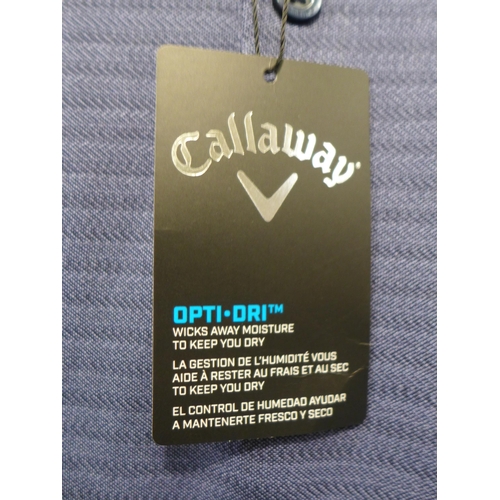 Callaway®
OPTI•DRI™
WICKS AWAY MOISTURE
TO KEEP YOU DRY
LA GESTION DE L'HUMIDITÉ VOUS
AIDE À RESTER AU FRAIS ET AU SEC
TO KEEP YOU DRY
EL CONTROL DE HUMEDAD AYUDAR
A MANTENERTE FRESCO Y SECO